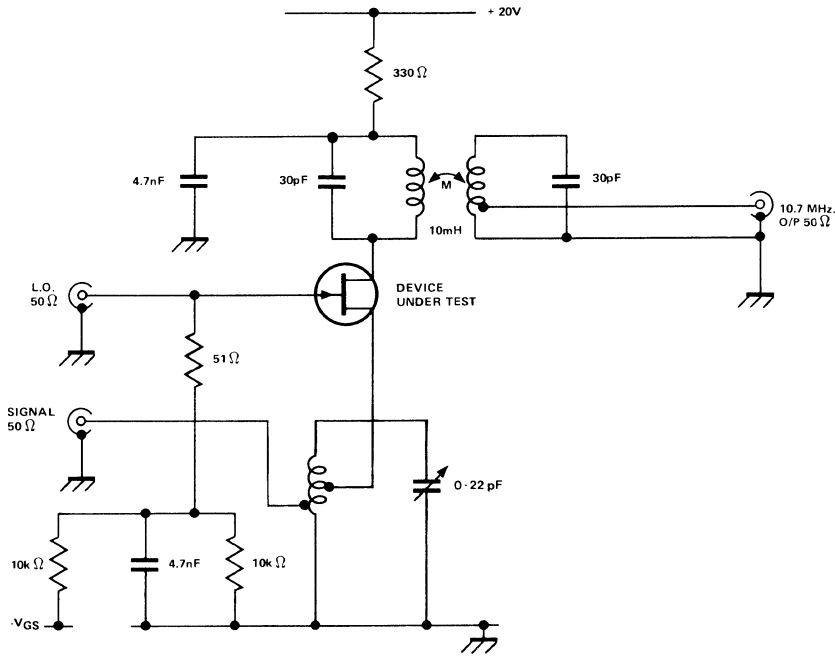 + 20V
330 Ω
4.7nF
30pF
M
30pF
10mH
10.7 MHz.
O/P 50 Ω
L.O.
50 Ω
DEVICE
UNDER TEST
51 Ω
SIGNAL
50 Ω
0-22 pF
10k Ω
4.7nF
10k Ω
-VGS